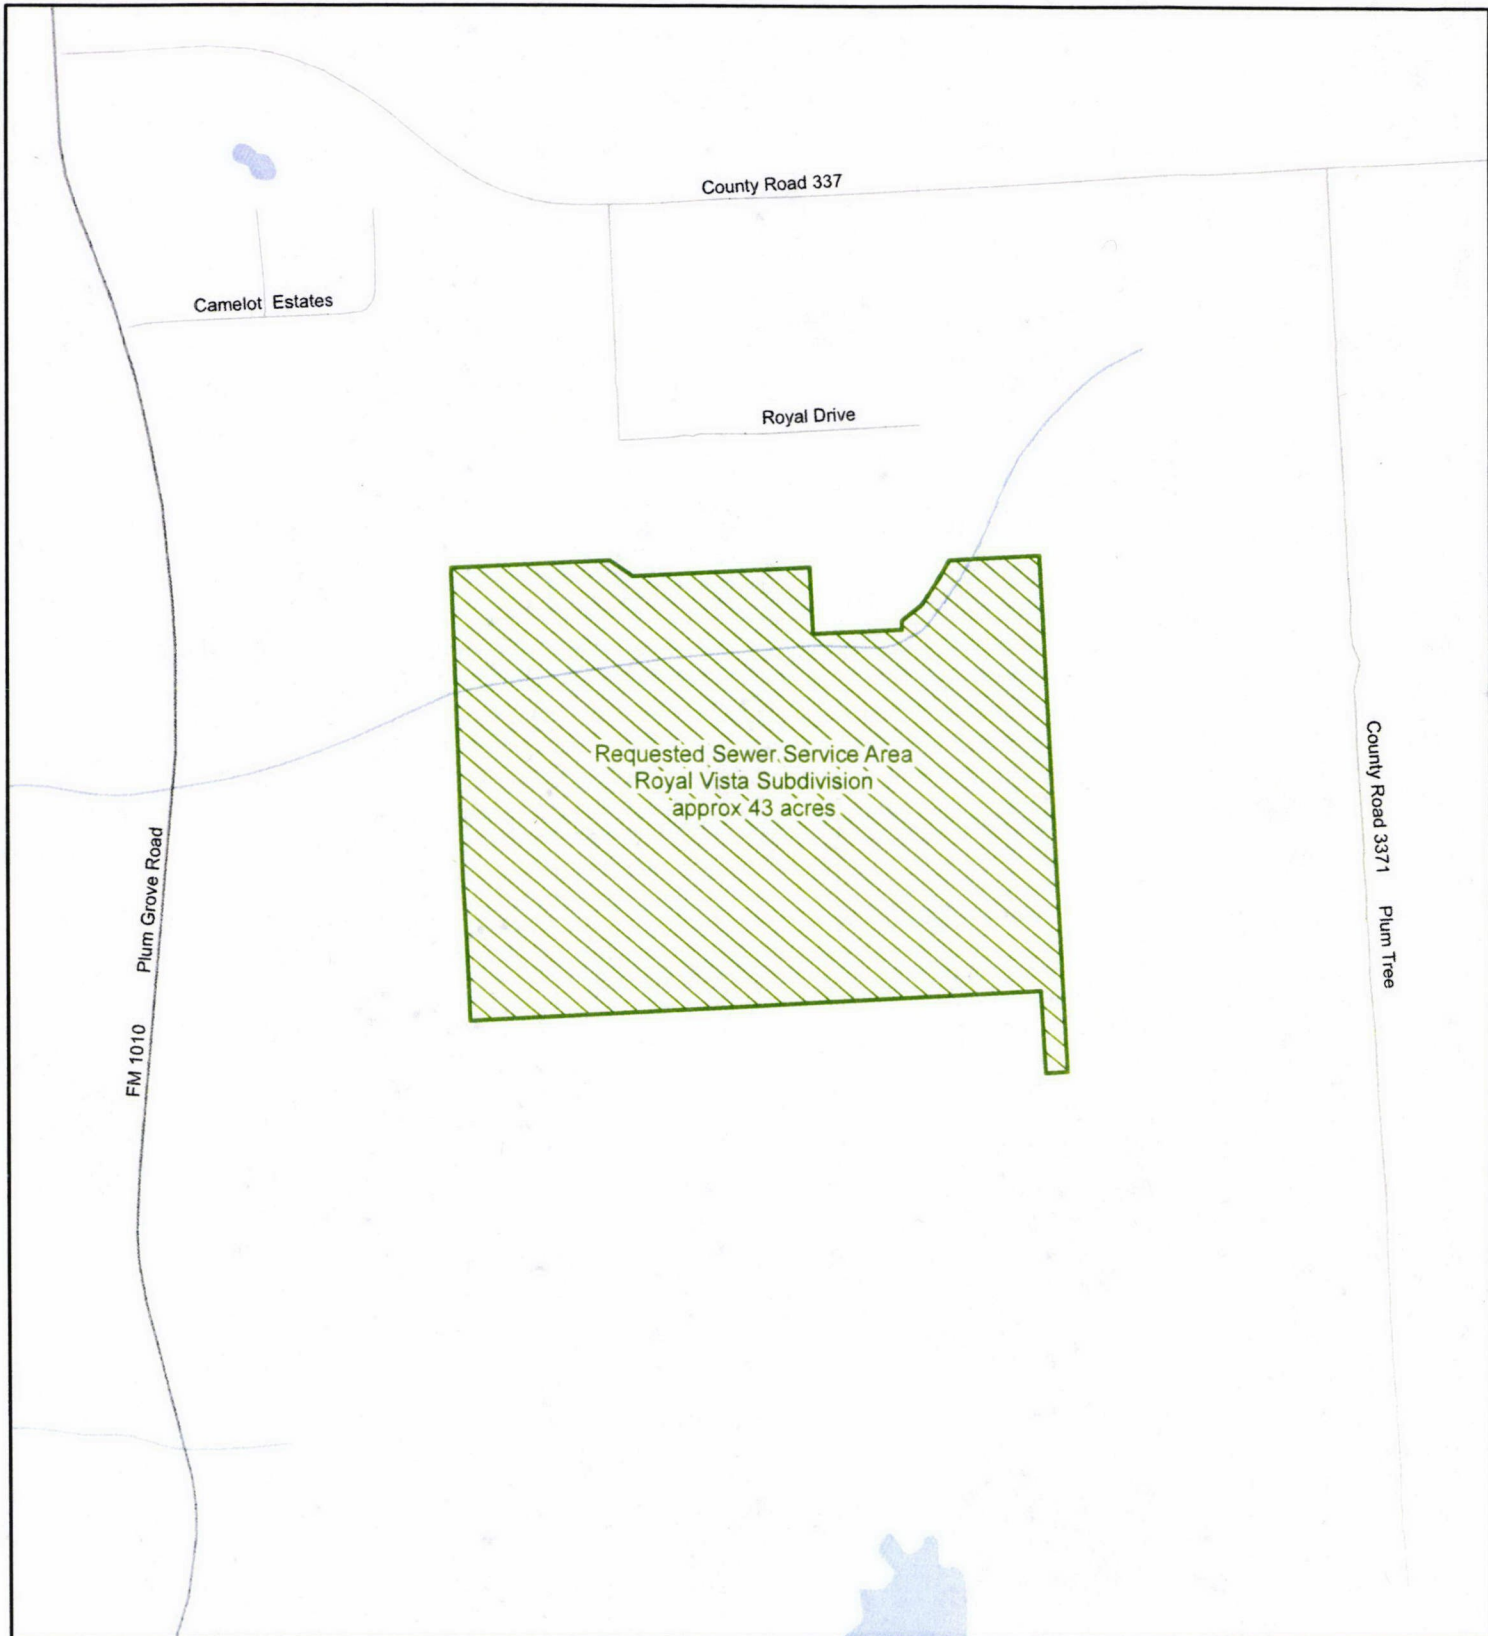 County Road 337
Camelot Estates
Royal Drive
Requested Sewer Service Area
Royal Vista Subdivision
approx 43 acres
County Road 3371 Plum Tree
FM 1010 Plum Grove Road